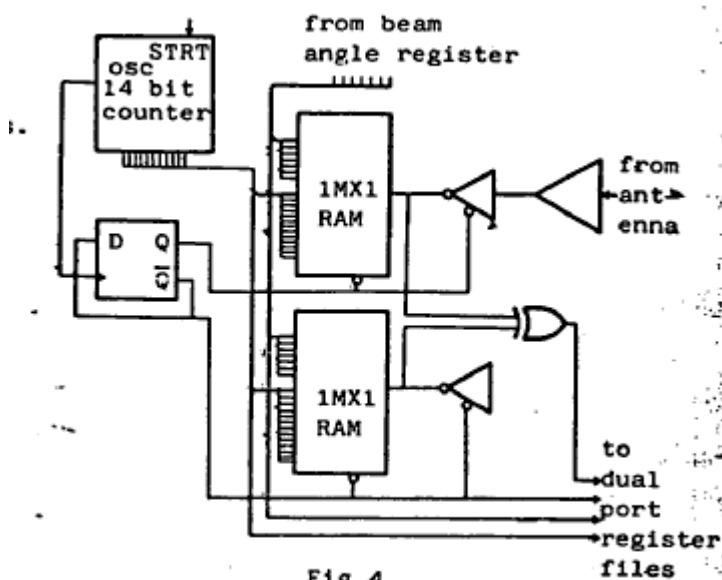 STRT
osc
14 bit
counter
from beam
angle register
1MX1
RAM
from
ant
enna
D Q
Q
1MX1
RAM
to
dual
port
register
files
Fig 4